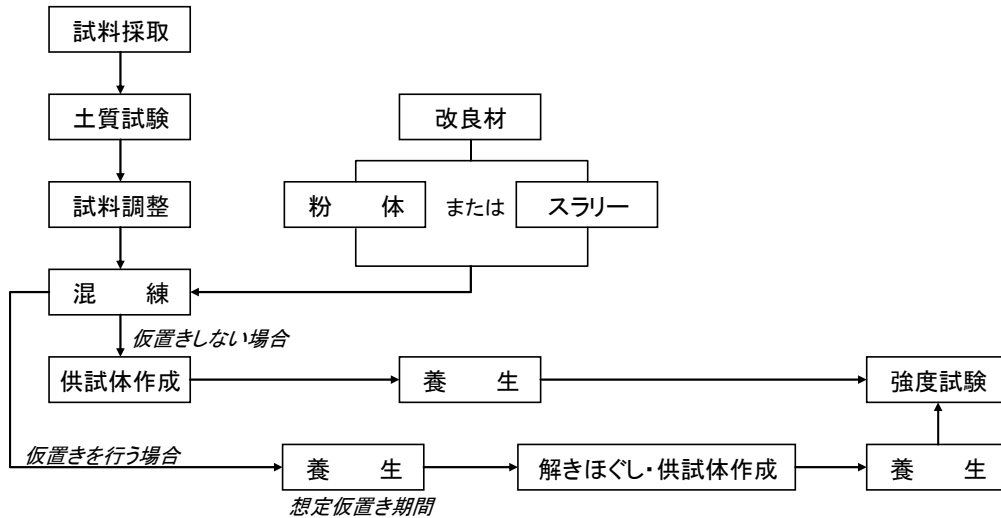 試料採取
土質試験
改良材
試料調整
粉　　体
または
スラリー
混　　練
仮置きしない場合
供試体作成
養　　生
強度試験
仮置きを行う場合
養　　生
解きほぐし・供試体作成
養　　生
想定仮置き期間